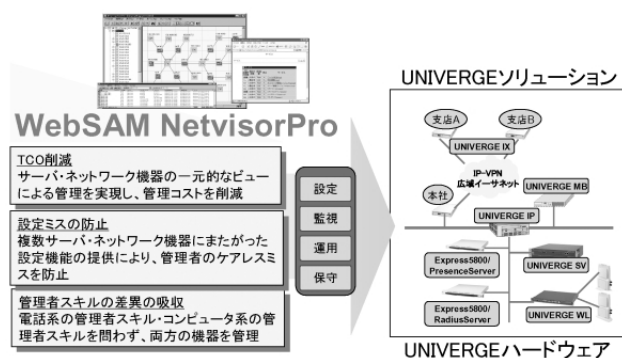 WebSAM NetvisorPro
TCO削減
サーバ・ネットワーク機器の一元的なビュー
による管理を実現し、管理コストを削減
設定ミスの防止
複数サーバ・ネットワーク機器にまたがった
設定機能の提供により、管理者のケアレスミ
スを防止
管理者スキルの差異の吸収
電話系の管理者スキル・コンピュータ系の管
理者スキルを問わず、両方の機器を管理
設定
監視
運用
保守
UNIVERGEソリューション
支店A
支店B
UNIVERGE IX
IP-VPN
広域イーサネット
本社
UNIVERGE MB
UNIVERGE IP
Express5800/
PresenceServer
UNIVERGE SV
Express5800/
RadiusServer
UNIVERGE WL
UNIVERGEハードウェア